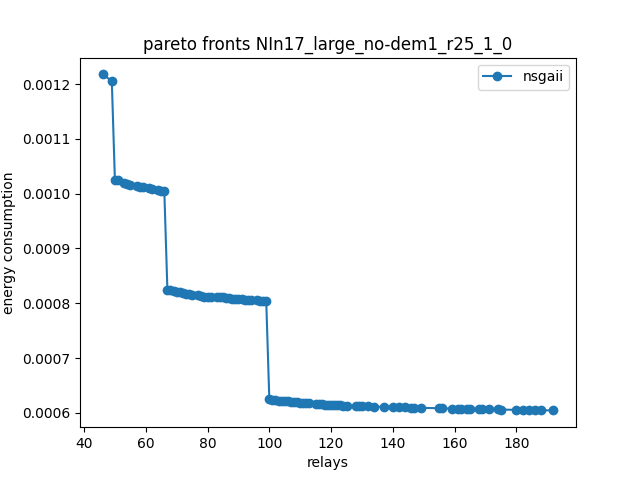 pareto fronts NIn17_large_no-dem1_r25_1_0
nsgaii
energy consumption
0.0012
0.0011
0.0010
0.0009
0.0008
0.0007
0.0006
40 60 80 100 120 140 160 180
relays